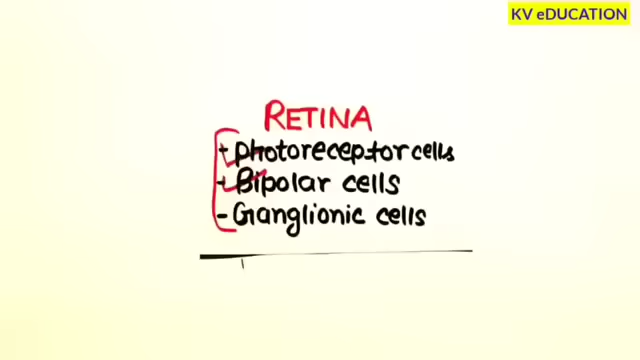 KV eDUCATION
RETINA
- Photoreceptor cells
- Bipolar cells
- Ganglionic cells